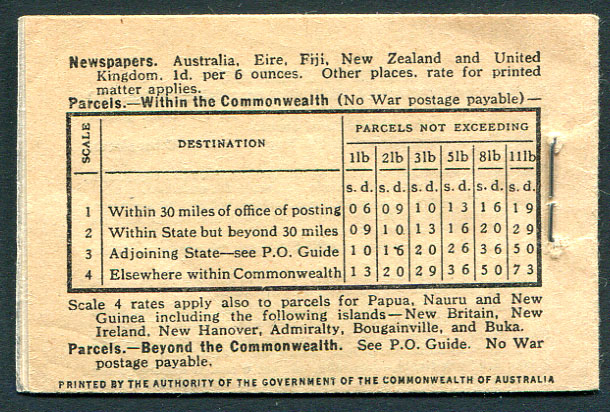 Newspapers. Australia, Eire, Fiji, New Zealand and United
Kingdom. 1d. per 6 ounces. Other places. rate for printed
matter applies.
Parcels.—Within the Commonwealth (No War postage payable)—
SCALE
DESTINATION
PARCELS NOT EXCEEDING
1lb 2lb 3lb 5lb 8lb 11lb
s. d. s. d. s. d. s. d. s. d. s. d.
1 Within 30 miles of office of posting 0 6 0 9 1 0 1 3 1 6 1 9
2 Within State but beyond 30 miles 0 9 1 0 1 3 1 6 2 0 2 9
3 Adjoining State—see P.O. Guide 1 0 1 6 2 0 2 6 3 6 5 0
4 Elsewhere within Commonwealth 1 3 2 0 2 9 3 6 5 0 7 3
Scale 4 rates apply also to parcels for Papua, Nauru and New
Guinea including the following islands—New Britain, New
Ireland, New Hanover, Admiralty, Bougainville, and Buka.
Parcels.—Beyond the Commonwealth. See P.O. Guide. No War
postage payable.
PRINTED BY THE AUTHORITY OF THE GOVERNMENT OF THE COMMONWEALTH OF AUSTRALIA